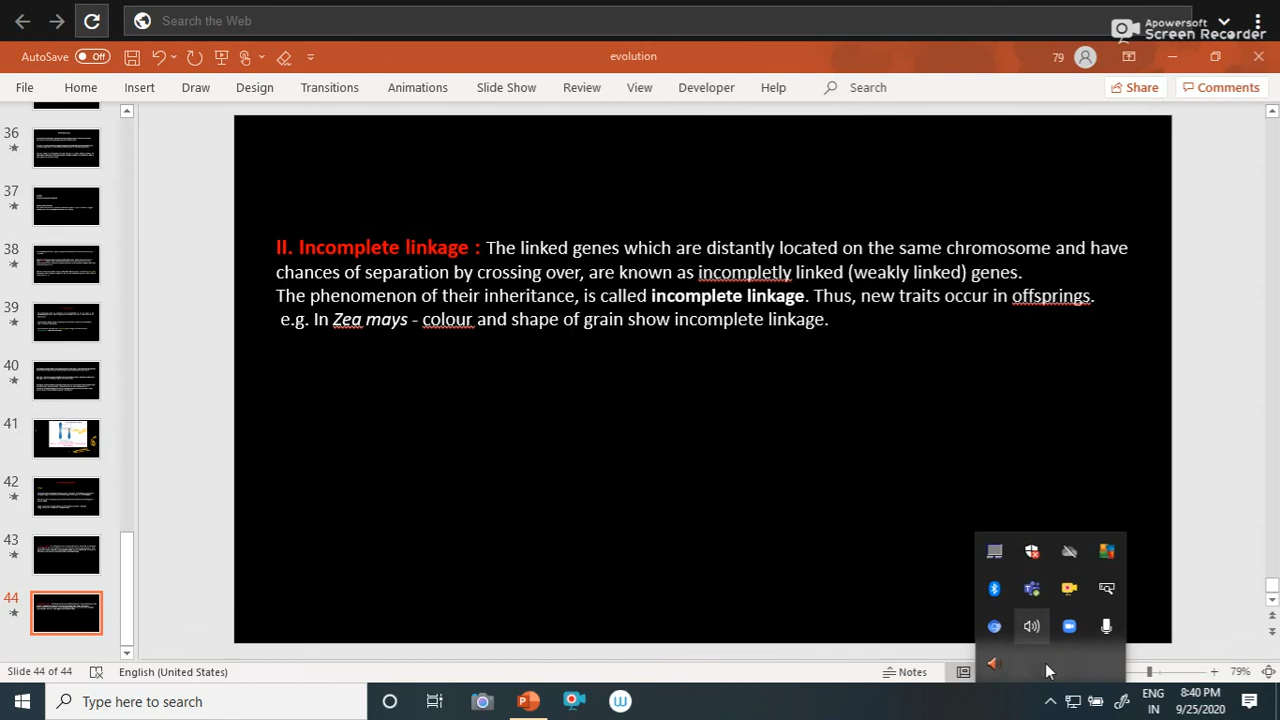 Search the Web
Apowersoft
Screen Recorder
AutoSave Off
evolution
79
File Home Insert Draw Design Transitions Animations Slide Show Review View Developer Help Search Share Comments
36
37
38
39
40
41
42
43
44
II. Incomplete linkage : The linked genes which are distantly located on the same chromosome and have
chances of separation by crossing over, are known as incompletly linked (weakly linked) genes.
The phenomenon of their inheritance, is called incomplete linkage. Thus, new traits occur in offsprings.
e.g. In Zea mays - colour and shape of grain show incomplete linkage.
Slide 44 of 44 English (United States) Notes 79%
Type here to search
ENG
IN
8:40 PM
9/25/2020